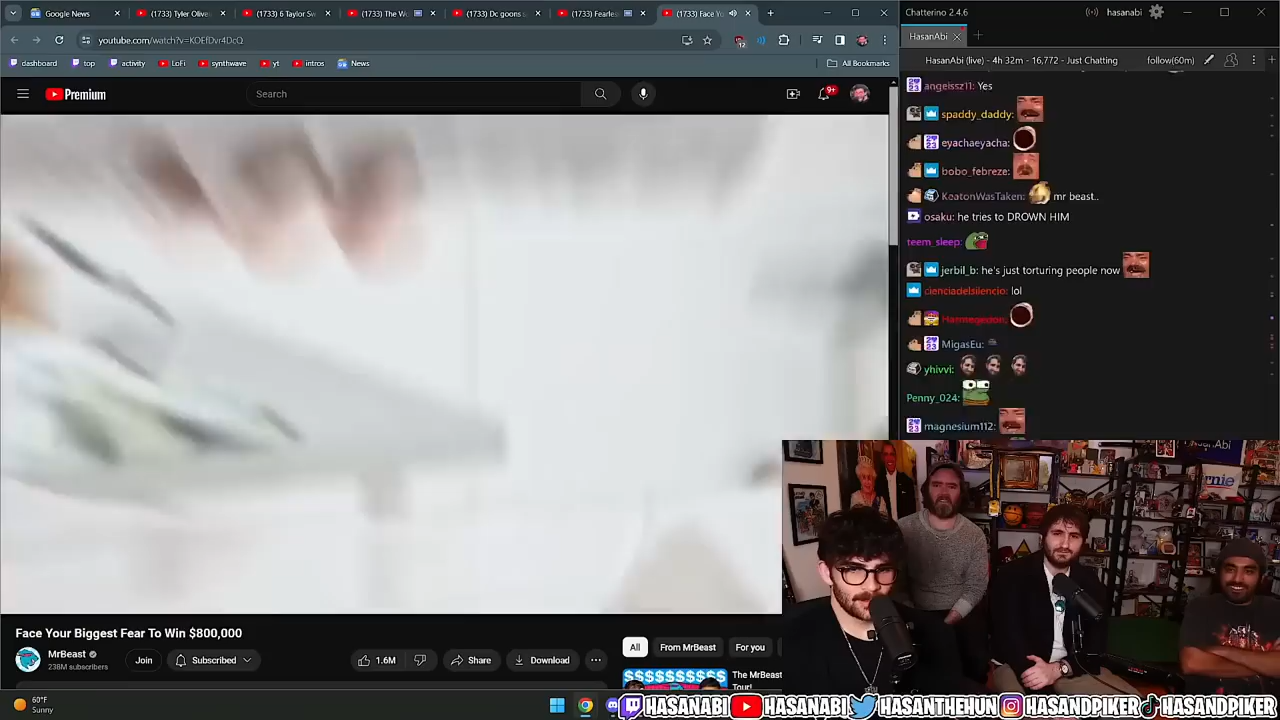 Google News
(1733) Tyler Olive
(1733) 6 Taylor Sw
(1733) The W
(1733) Dc goons s
(1733) Fearless
(1733) Face Yo
Chatterino 2.4.6
hasanabi
youtube.com/watch?v=KOEfDvr4DcQ
HasanAbi
dashboard
top
activity
LoFi
synthwave
yt
intros
News
All Bookmarks
HasanAbi (live) - 4h 32m - 16,772 - Just Chatting
follow(60m)
Premium
Search
9+
angeissz11: Yes
spaddy_daddy:
eyachaeyacha:
bobo_febreze:
KeatonWasTaken: mr beast..
osaku: he tries to DROWN HIM
teem_sleep:
jerbil_b: he's just torturing people now
cienciadelsilencio: lol
MigasEu:
yhivvi:
Penny_024:
magnesium112:
Face Your Biggest Fear To Win $800,000
MrBeast
238M subscribers
Join
Subscribed
1.6M
Share
Download
All
From MrBeast
For you
$$$$$$$$$
The MrBeast
Tour!
60°F
Sunny
HASANABI
HASANABI
HASANTHEHUN
HASANDPIKER
HASANDPIKER